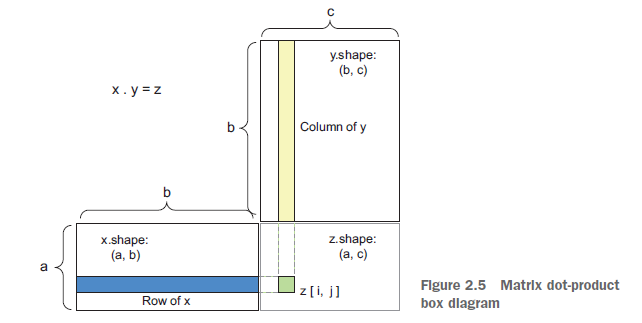 c
y.shape:
(b, c)
x . y = z
b
Column of y
b
x.shape:
(a, b)
z.shape:
(a, c)
a
z [ i, j ]
Row of x
Figure 2.5 Matrix dot-product
box diagram